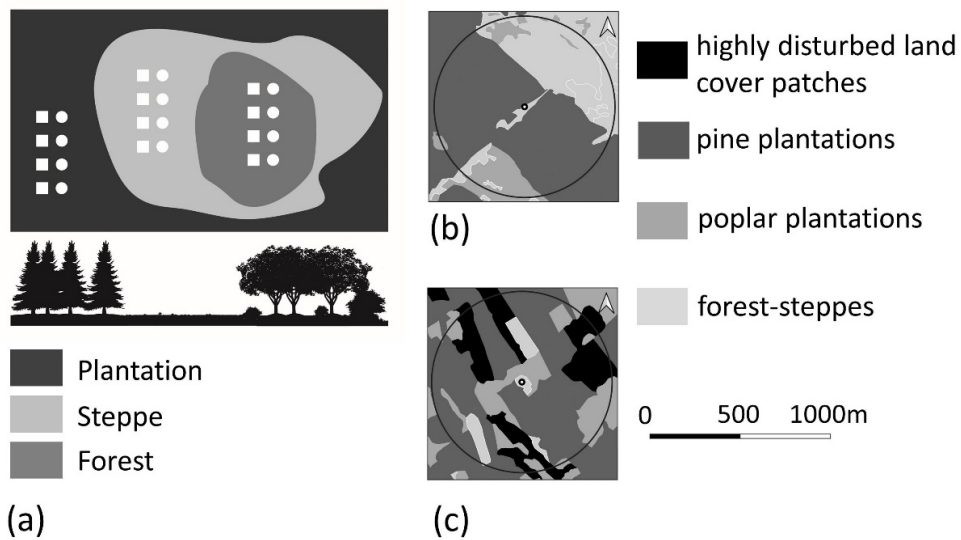 Plantation
Steppe
Forest
(a)
(b)
(c)
highly disturbed land
cover patches
pine plantations
poplar plantations
forest-steppes
0 500 1000m